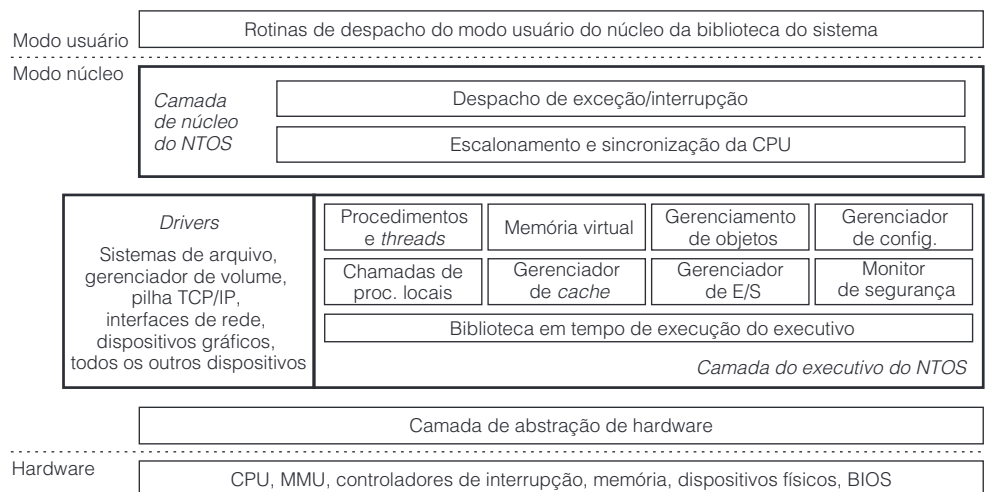 Modo usuário
Rotinas de despacho do modo usuário do núcleo da biblioteca do sistema
Modo núcleo
Camada
de núcleo
do NTOS
Despacho de exceção/interrupção
Escalonamento e sincronização da CPU
Drivers
Sistemas de arquivo,
gerenciador de volume,
pilha TCP/IP,
interfaces de rede,
dispositivos gráficos,
todos os outros dispositivos
Procedimentos
e threads
Memória virtual
Gerenciamento
de objetos
Gerenciador
de config.
Chamadas de
proc. locais
Gerenciador
de cache
Gerenciador
de E/S
Monitor
de segurança
Biblioteca em tempo de execução do executivo
Camada do executivo do NTOS
Camada de abstração de hardware
Hardware
CPU, MMU, controladores de interrupção, memória, dispositivos físicos, BIOS